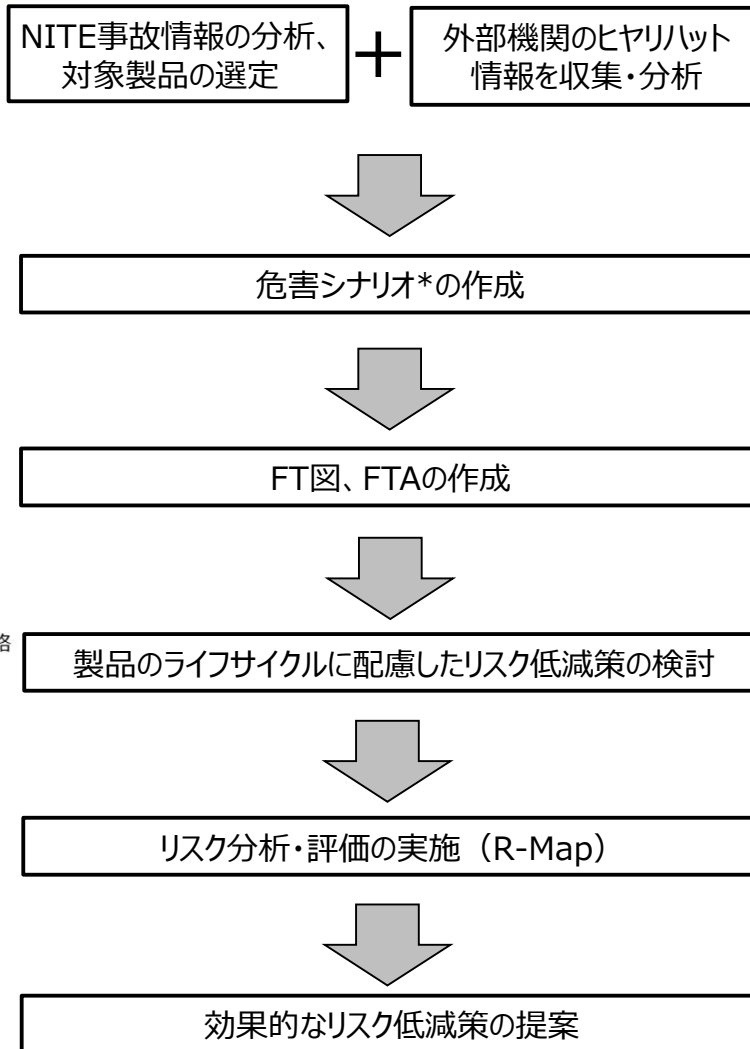 NITE事故情報の分析、
対象製品の選定
＋
外部機関のヒヤリハット
情報を収集・分析
危害シナリオ*の作成
FT図、FTAの作成
製品のライフサイクルに配慮したリスク低減策の検討
リスク分析・評価の実施（R-Map）
効果的なリスク低減策の提案